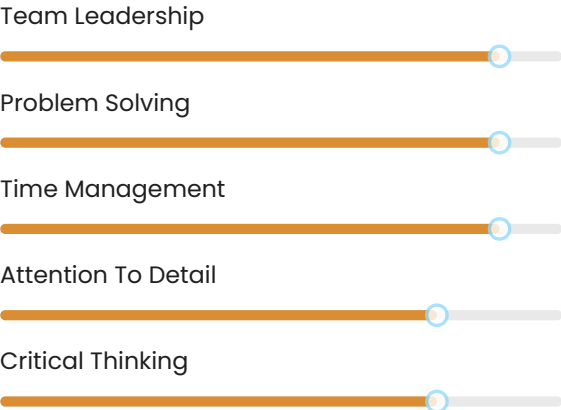 Team Leadership
Problem Solving
Time Management
Attention To Detail
Critical Thinking